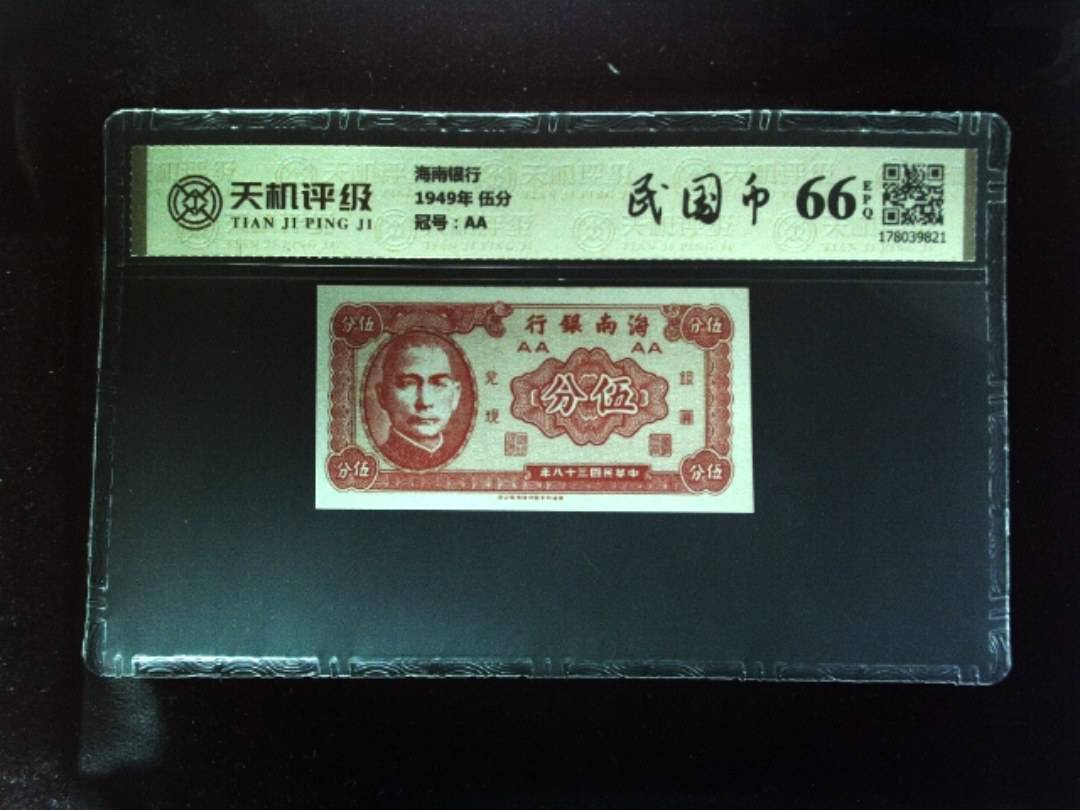 天机评级
TIAN JI PING JI
海南银行
1949年 伍分
冠号：AA
民国币
66
EPQ
178039821
分伍
行銀南海
分伍
AA
AA
兌現
分伍
銀圓
分伍
年八十三國民華中
分伍